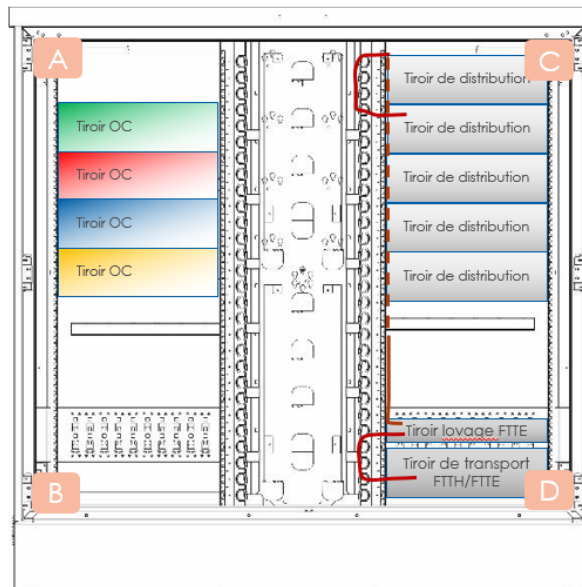 A
C
Tiroir de distribution
Tiroir OC
Tiroir de distribution
Tiroir OC
Tiroir de distribution
Tiroir OC
Tiroir de distribution
Tiroir OC
Tiroir de distribution
Tiroir lovage FTTE
Tiroir de transport
FTTH/FTTE
B
D